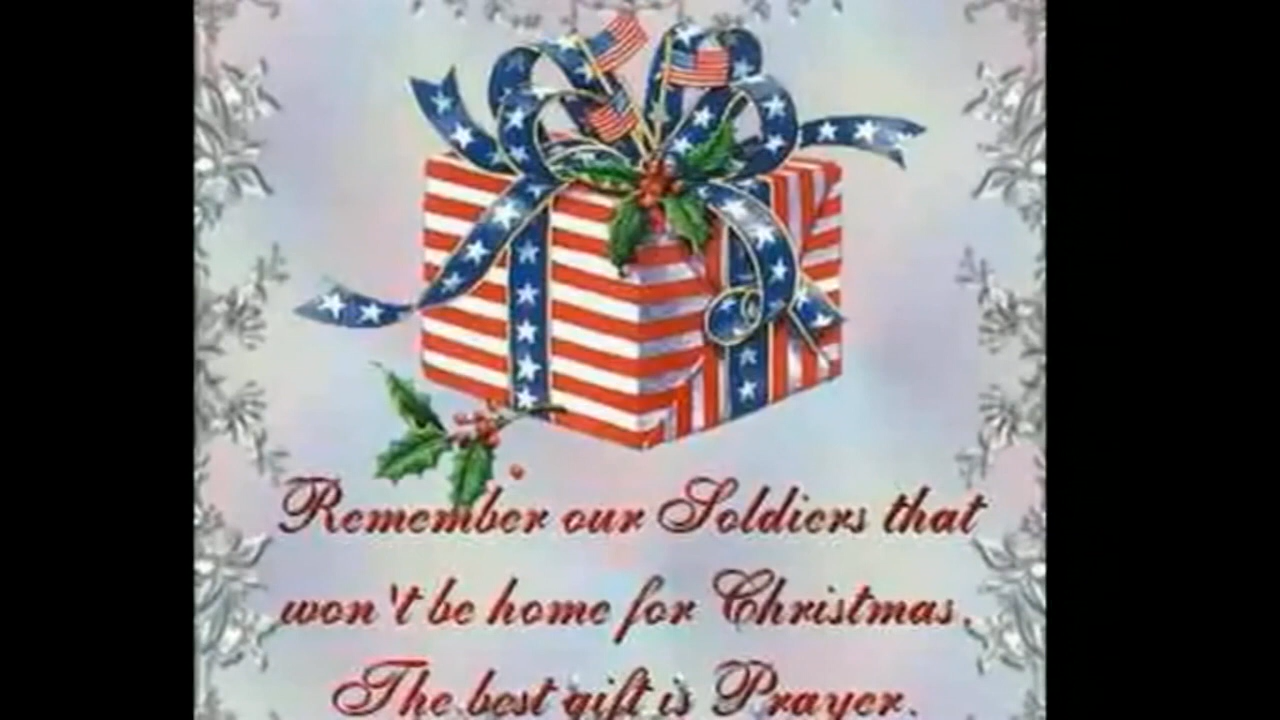 Remember our Soldiers that
won't be home for Christmas.
The best gift is Prayer.